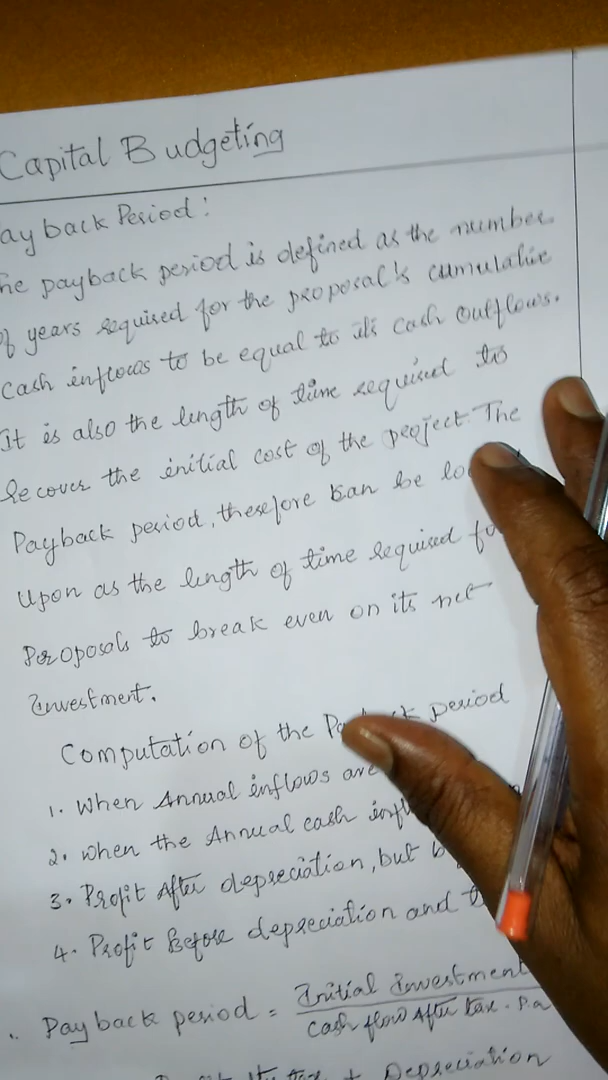 Capital Budgeting
ayback Period:
he payback period is defined as the number
of years required for the proposal's cumulative
cash inflows to be equal to its cash outflows.
It is also the length of time required to
Recover the initial cost of the project. The
Payback period, therefore can be lo
upon as the length of time required fo
Proposals to break even on its net
Investment.
Computation of the Pa k period
1. When Annual inflows are
2. when the Annual cash infl
3. Profit After depreciation, but b
4. Profit Before depreciation and t
Payback period = Initial Investment
Cash flow After tax. P.a
+ Depreciation